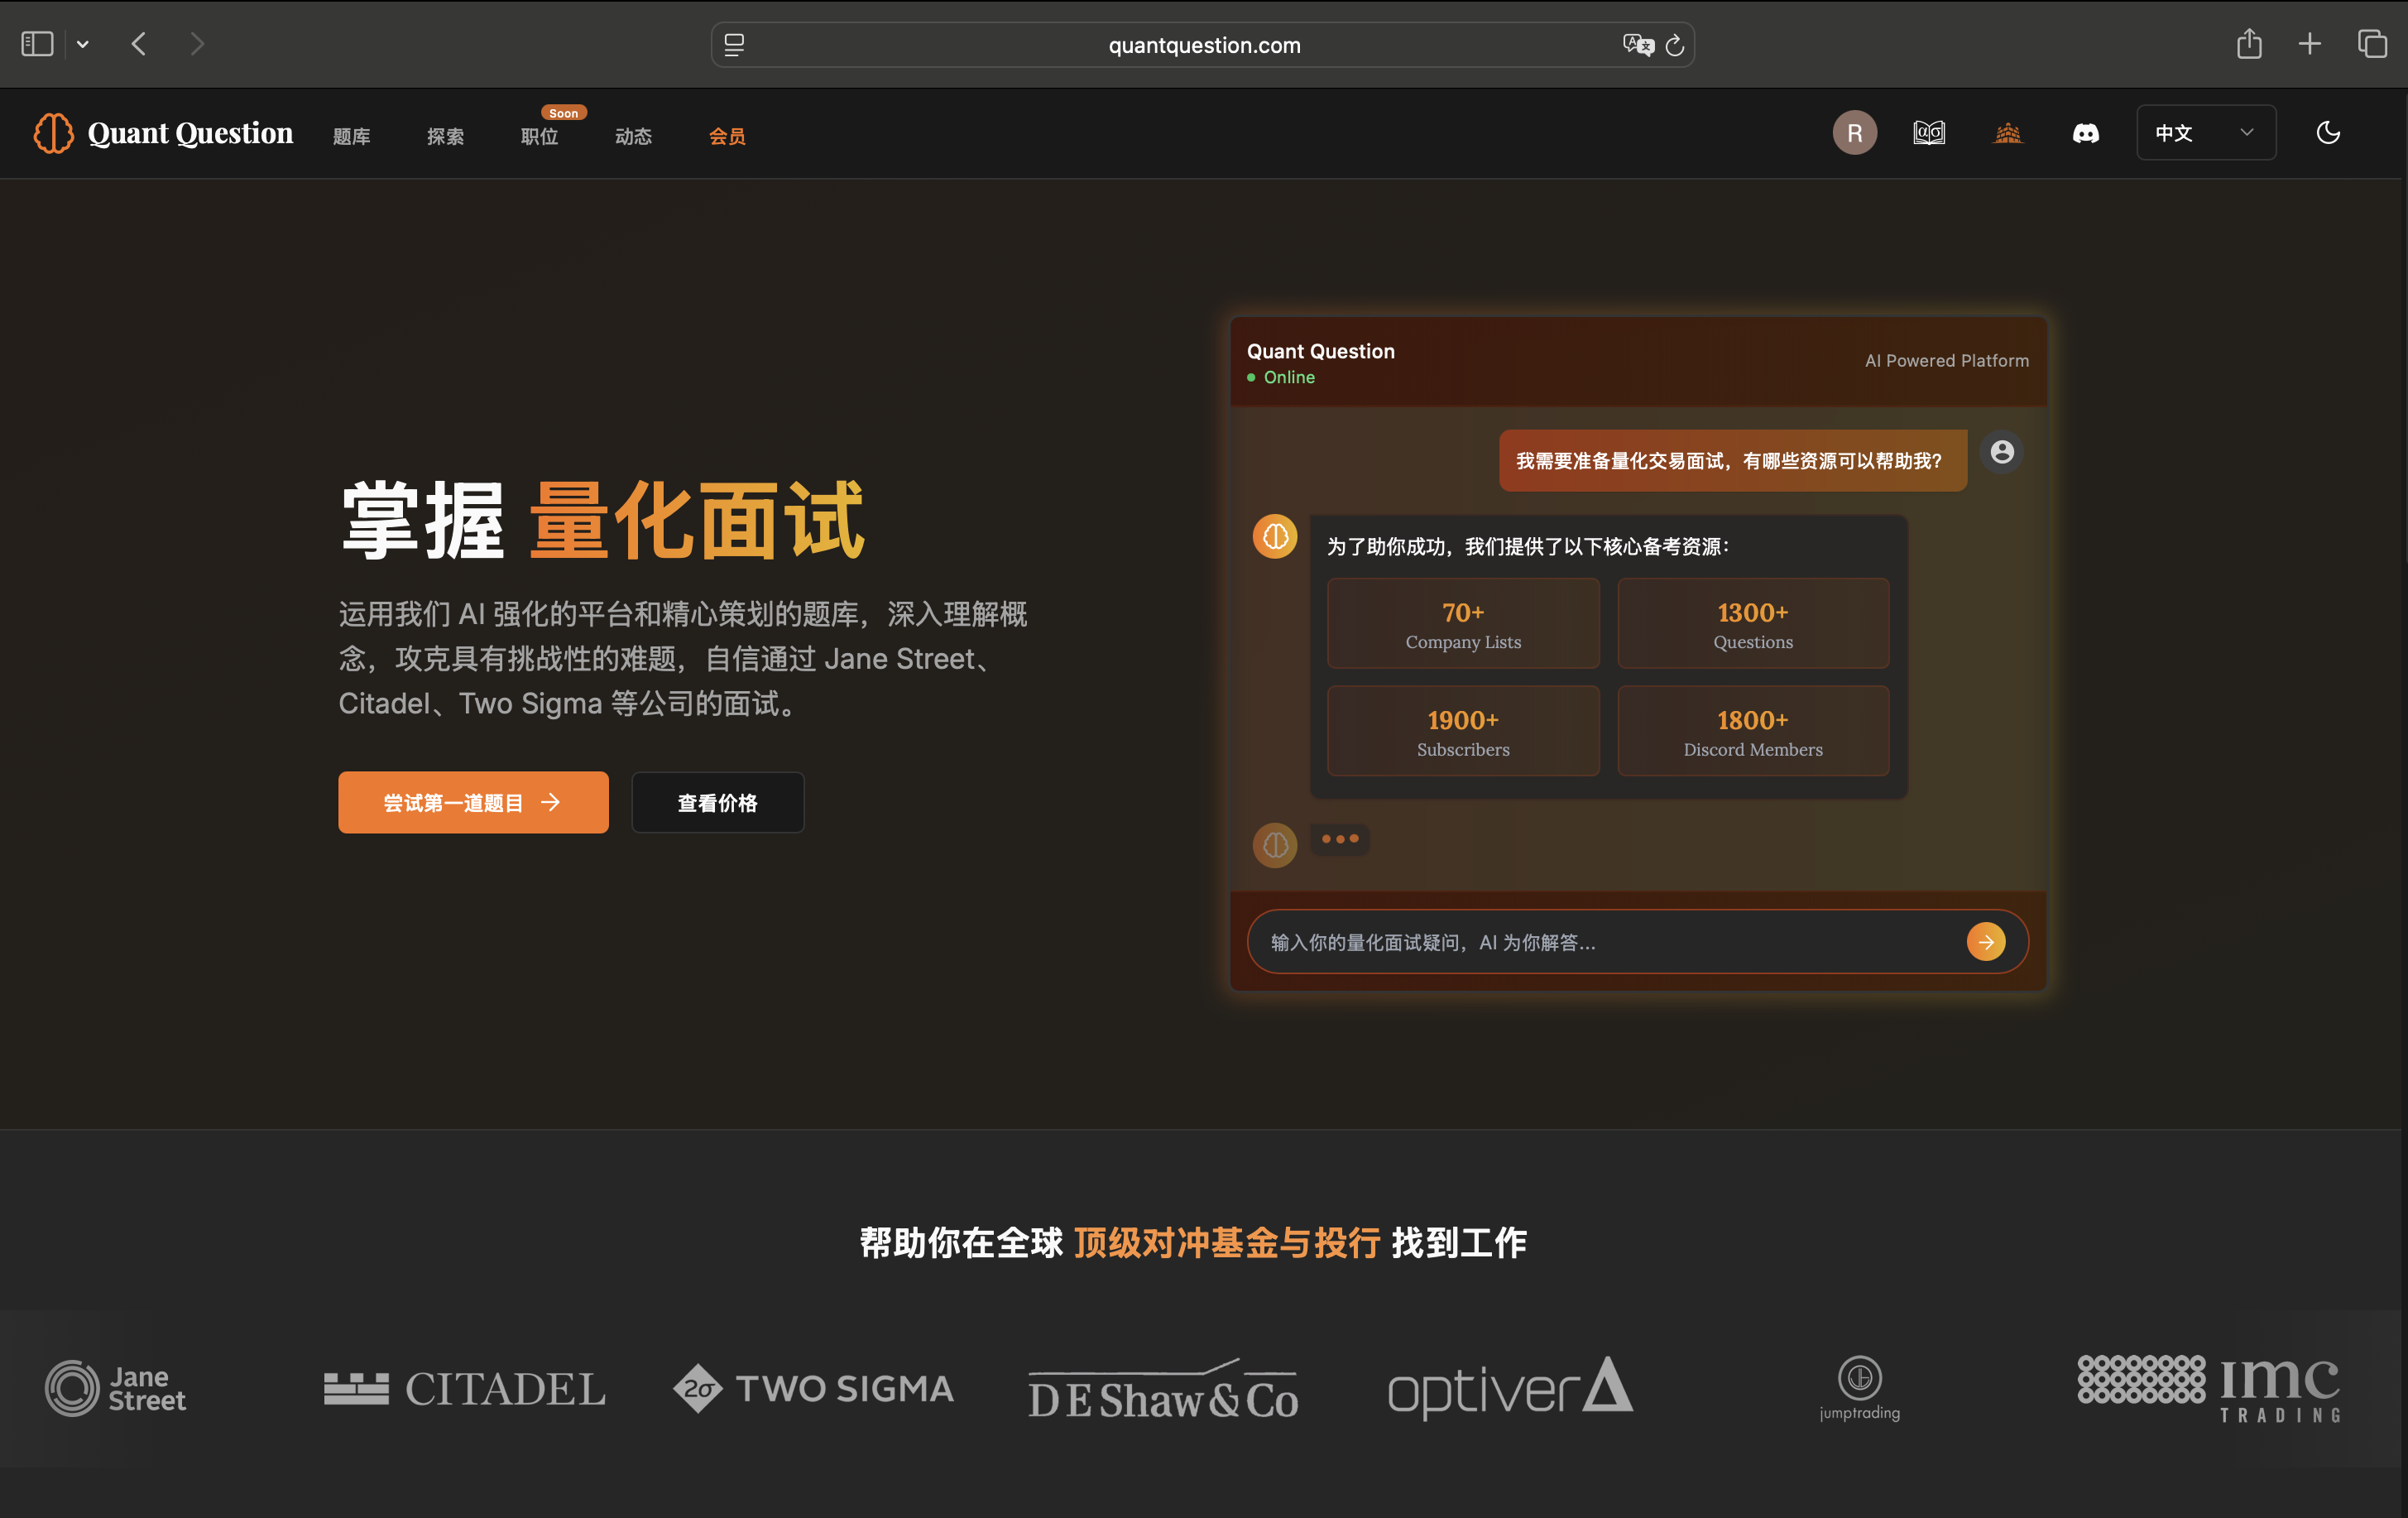 quantquestion.com
Quant Question
题库
探索
Soon
职位
动态
会员
R
中文
掌握 量化面试
运用我们 AI 强化的平台和精心策划的题库，深入理解概
念，攻克具有挑战性的难题，自信通过 Jane Street、
Citadel、Two Sigma 等公司的面试。
尝试第一道题目
查看价格
Quant Question
Online
AI Powered Platform
我需要准备量化交易面试，有哪些资源可以帮助我？
为了助你成功，我们提供了以下核心备考资源：
70+
Company Lists
1300+
Questions
1900+
Subscribers
1800+
Discord Members
输入你的量化面试疑问，AI 为你解答...
帮助你在全球 顶级对冲基金与投行 找到工作
Jane
Street
CITADEL
2σ TWO SIGMA
D E Shaw & Co
optiver
jumptrading
imc
TRADING